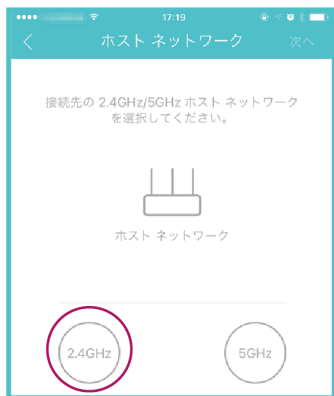 17:19
ホスト ネットワーク
次へ
接続先の 2.4GHz/5GHz ホスト ネットワーク
を選択してください。
ホスト ネットワーク
2.4GHz
5GHz